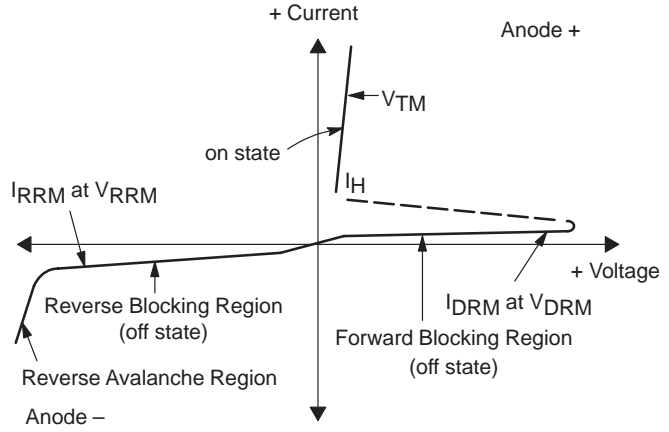 + Current
Anode +
VTM
on state
IH
IRRM at VRRM
+ Voltage
IDRM at VDRM
Reverse Blocking Region
(off state)
Forward Blocking Region
(off state)
Reverse Avalanche Region
Anode –